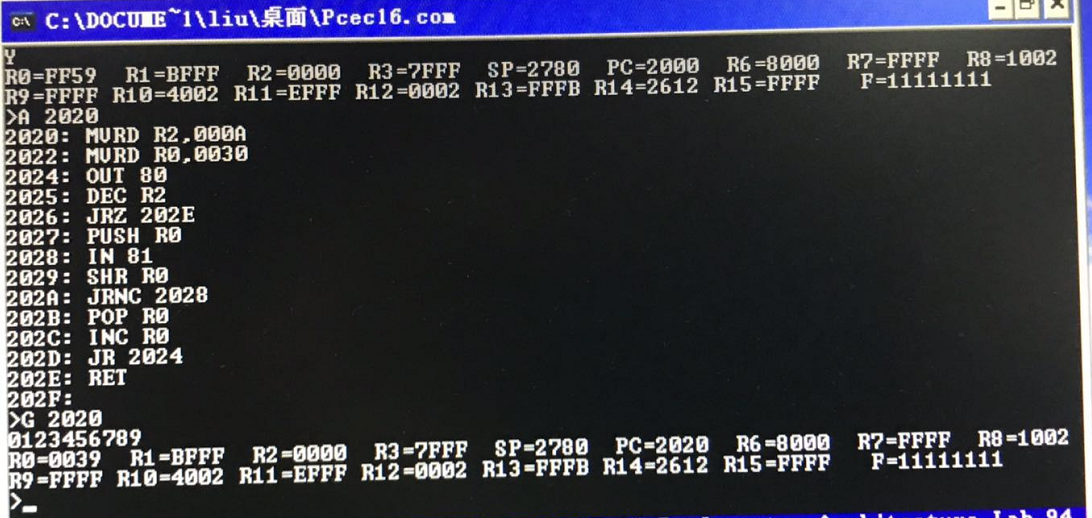 C:\DOCUME~1\liu\桌面\Pcec16.com
Y
R0=FF59 R1=BFFF R2=0000 R3=7FFF SP=2780 PC=2000 R6=8000 R7=FFFF R8=1002
R9=FFFF R10=4002 R11=EFFF R12=0002 R13=FFFB R14=2612 R15=FFFF F=11111111
>A 2020
2020: MVRD R2,000A
2022: MVRD R0,0030
2024: OUT 80
2025: DEC R2
2026: JRZ 202E
2027: PUSH R0
2028: IN 81
2029: SHR R0
202A: JRNC 2028
202B: POP R0
202C: INC R0
202D: JR 2024
202E: RET
202F:
>G 2020
0123456789
R0=0039 R1=BFFF R2=0000 R3=7FFF SP=2780 PC=2020 R6=8000 R7=FFFF R8=1002
R9=FFFF R10=4002 R11=EFFF R12=0002 R13=FFFB R14=2612 R15=FFFF F=11111111
>_